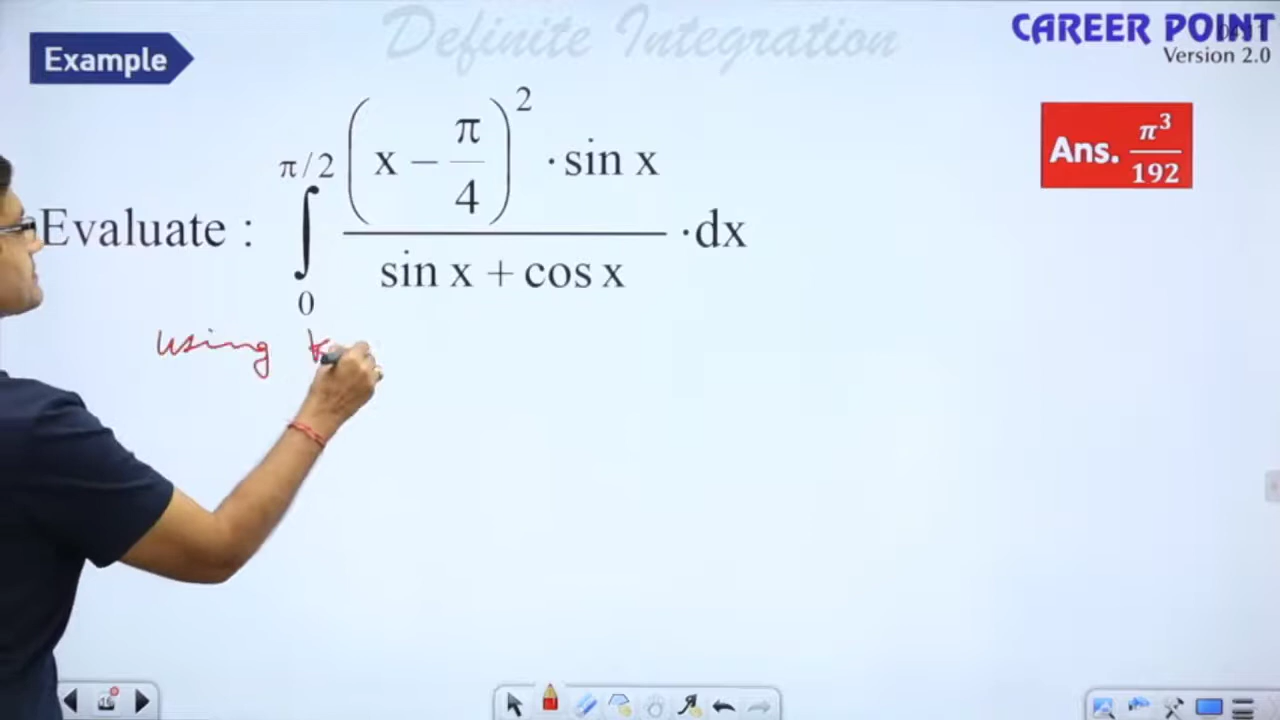 Definite Integration
CAREER POINT
Version 2.0
Example
Evaluate : ∫₀^{π/2} (x − π/4)² · sin x / (sin x + cos x) · dx
Ans. π³/192
using
16